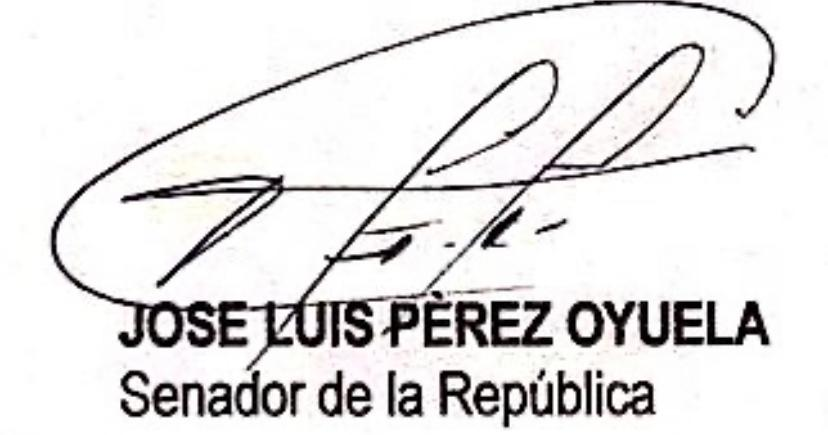 JOSE LUIS PÈREZ OYUELA
Senador de la República